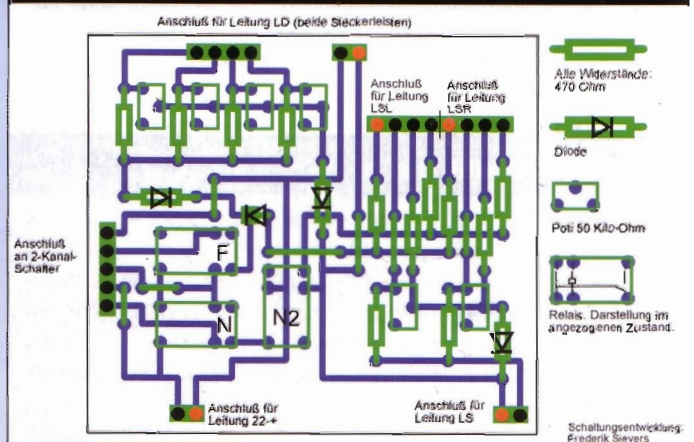 Anschluß für Leitung LD (beide Steckerleisten)
Anschluß
für Leitung
LSL
Anschluß
für Leitung
LSR
Alle Widerstände:
470 Ohm
Diode
Poti 50 Kilo-Ohm
Relais. Darstellung im
angezogenen Zustand.
Anschluß
an 2-Kanal-
Schalter
F
N
N2
Anschluß für
Leitung 22-+
Anschluß für
Leitung LS
Schaltungsentwicklung:
Frederik Sievers